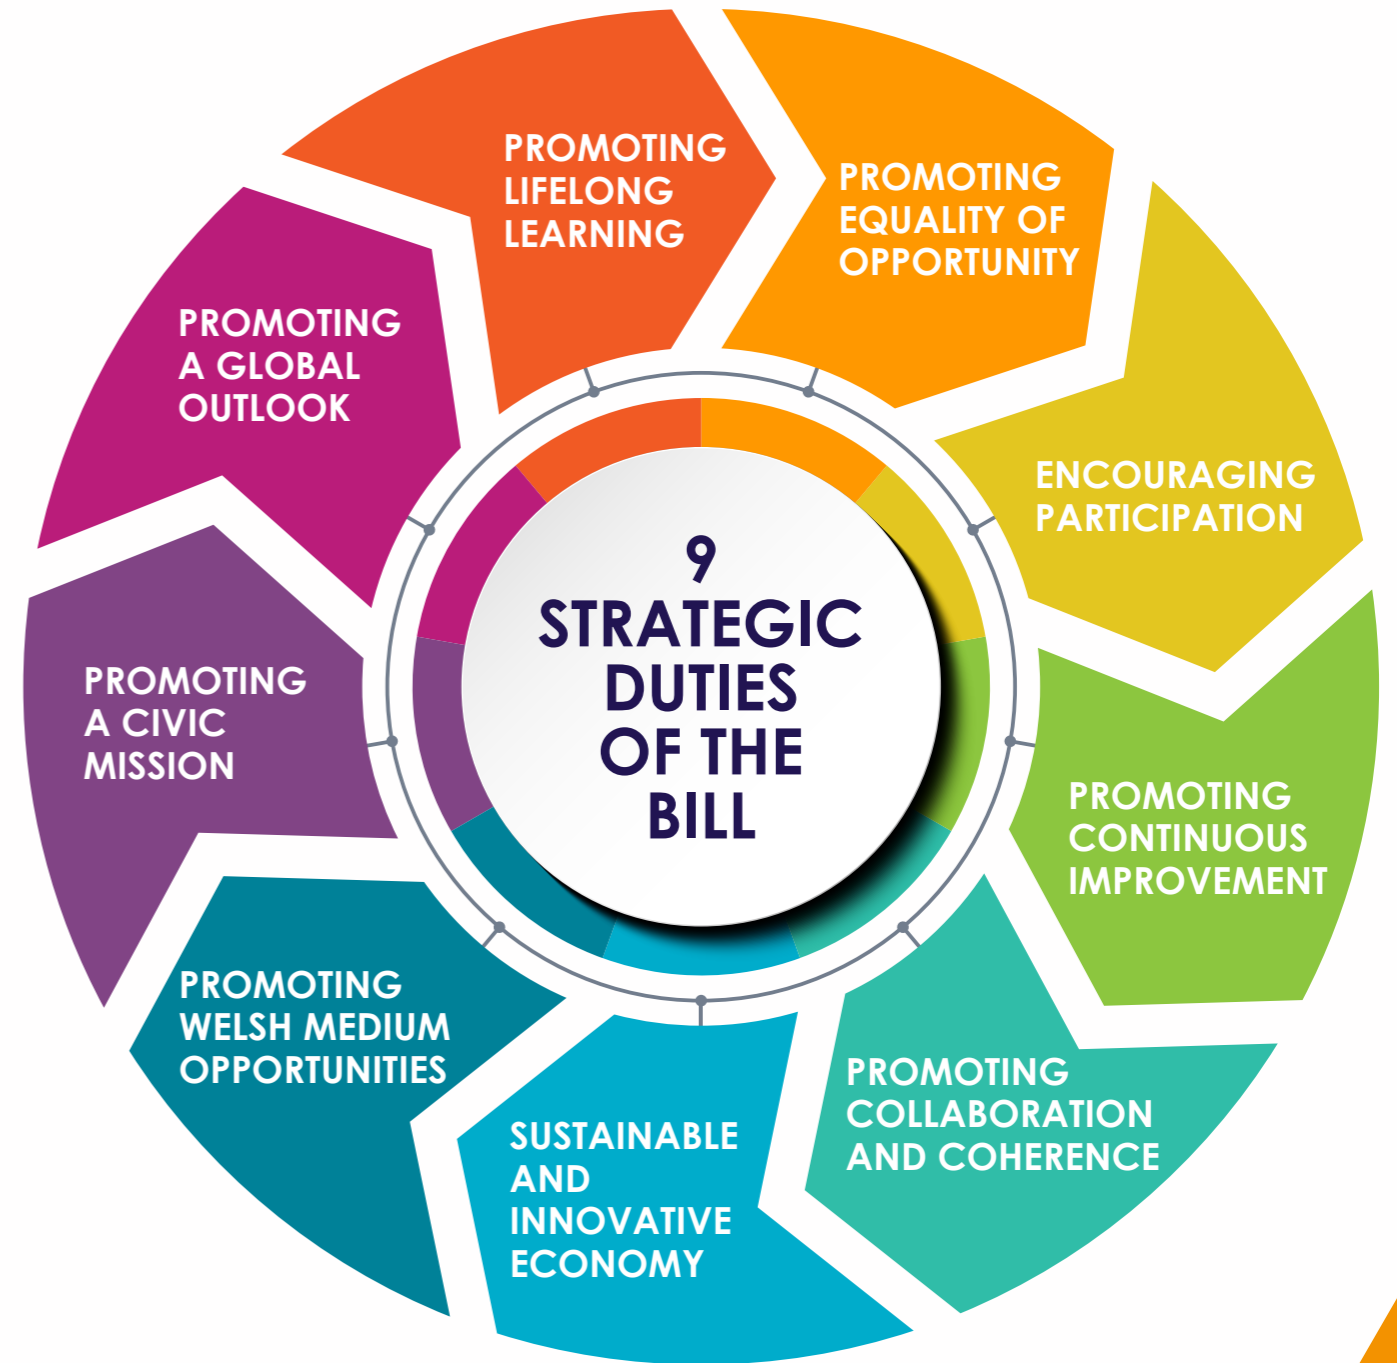 9
STRATEGIC
DUTIES
OF THE
BILL
PROMOTING
LIFELONG
LEARNING
PROMOTING
EQUALITY OF
OPPORTUNITY
ENCOURAGING
PARTICIPATION
PROMOTING
CONTINUOUS
IMPROVEMENT
PROMOTING
COLLABORATION
AND COHERENCE
SUSTAINABLE
AND
INNOVATIVE
ECONOMY
PROMOTING
WELSH MEDIUM
OPPORTUNITIES
PROMOTING
A CIVIC
MISSION
PROMOTING
A GLOBAL
OUTLOOK